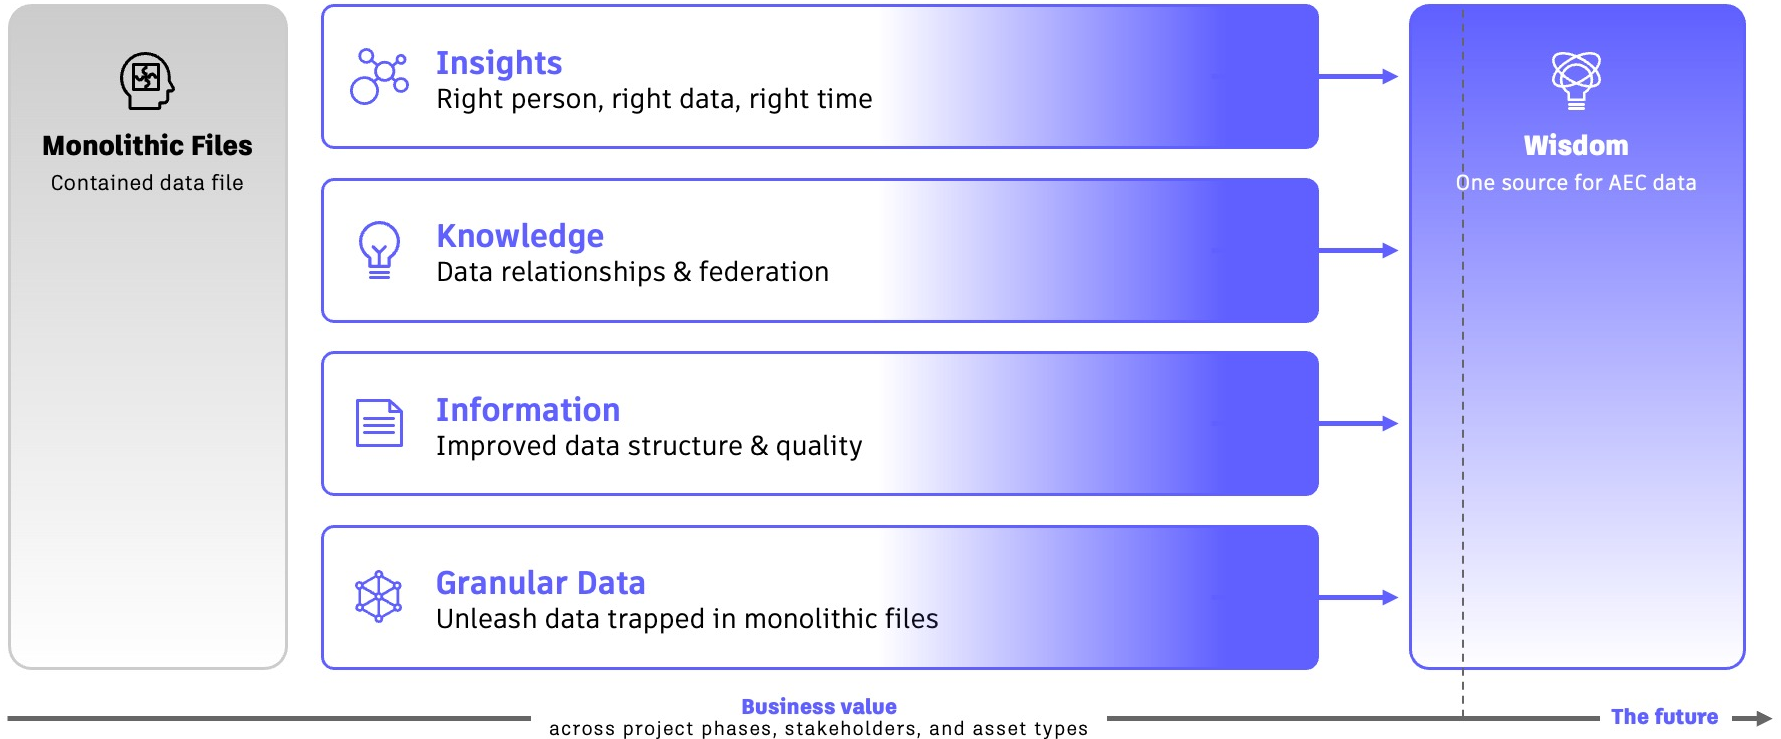 Monolithic Files
Contained data file
Insights
Right person, right data, right time
Knowledge
Data relationships & federation
Information
Improved data structure & quality
Granular Data
Unleash data trapped in monolithic files
Wisdom
One source for AEC data
Business value
across project phases, stakeholders, and asset types
The future